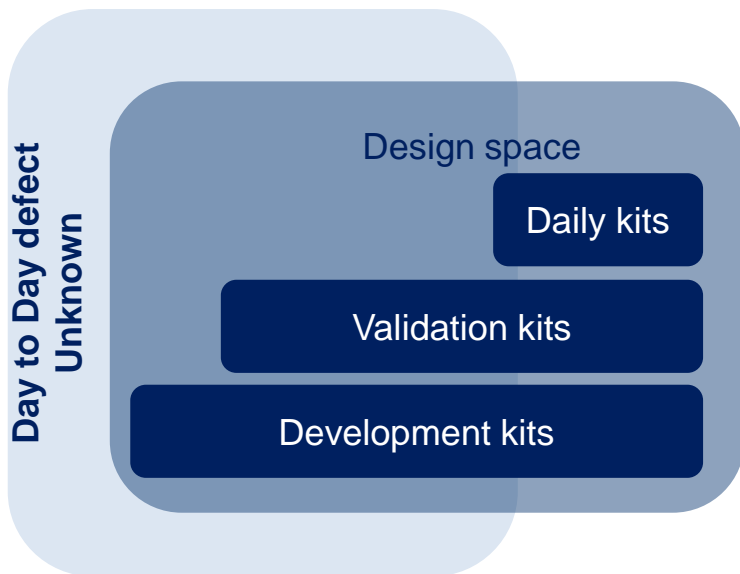 Day to Day defect
Unknown
Design space
Daily kits
Validation kits
Development kits